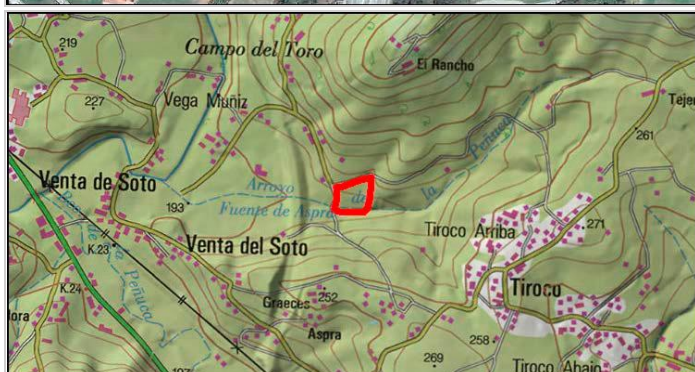 219
Campo del Toro
El Rancho
227
Vega Muñiz
261
Venta de Soto
Arroyo
de
la Peñuca
193
Fuente de Aspra
Tiroco Arriba
271
K.23
Venta del Soto
Peñuca
Tiroco
K.24
Graeces
252
Aspra
258
269
Tiroco Abajo